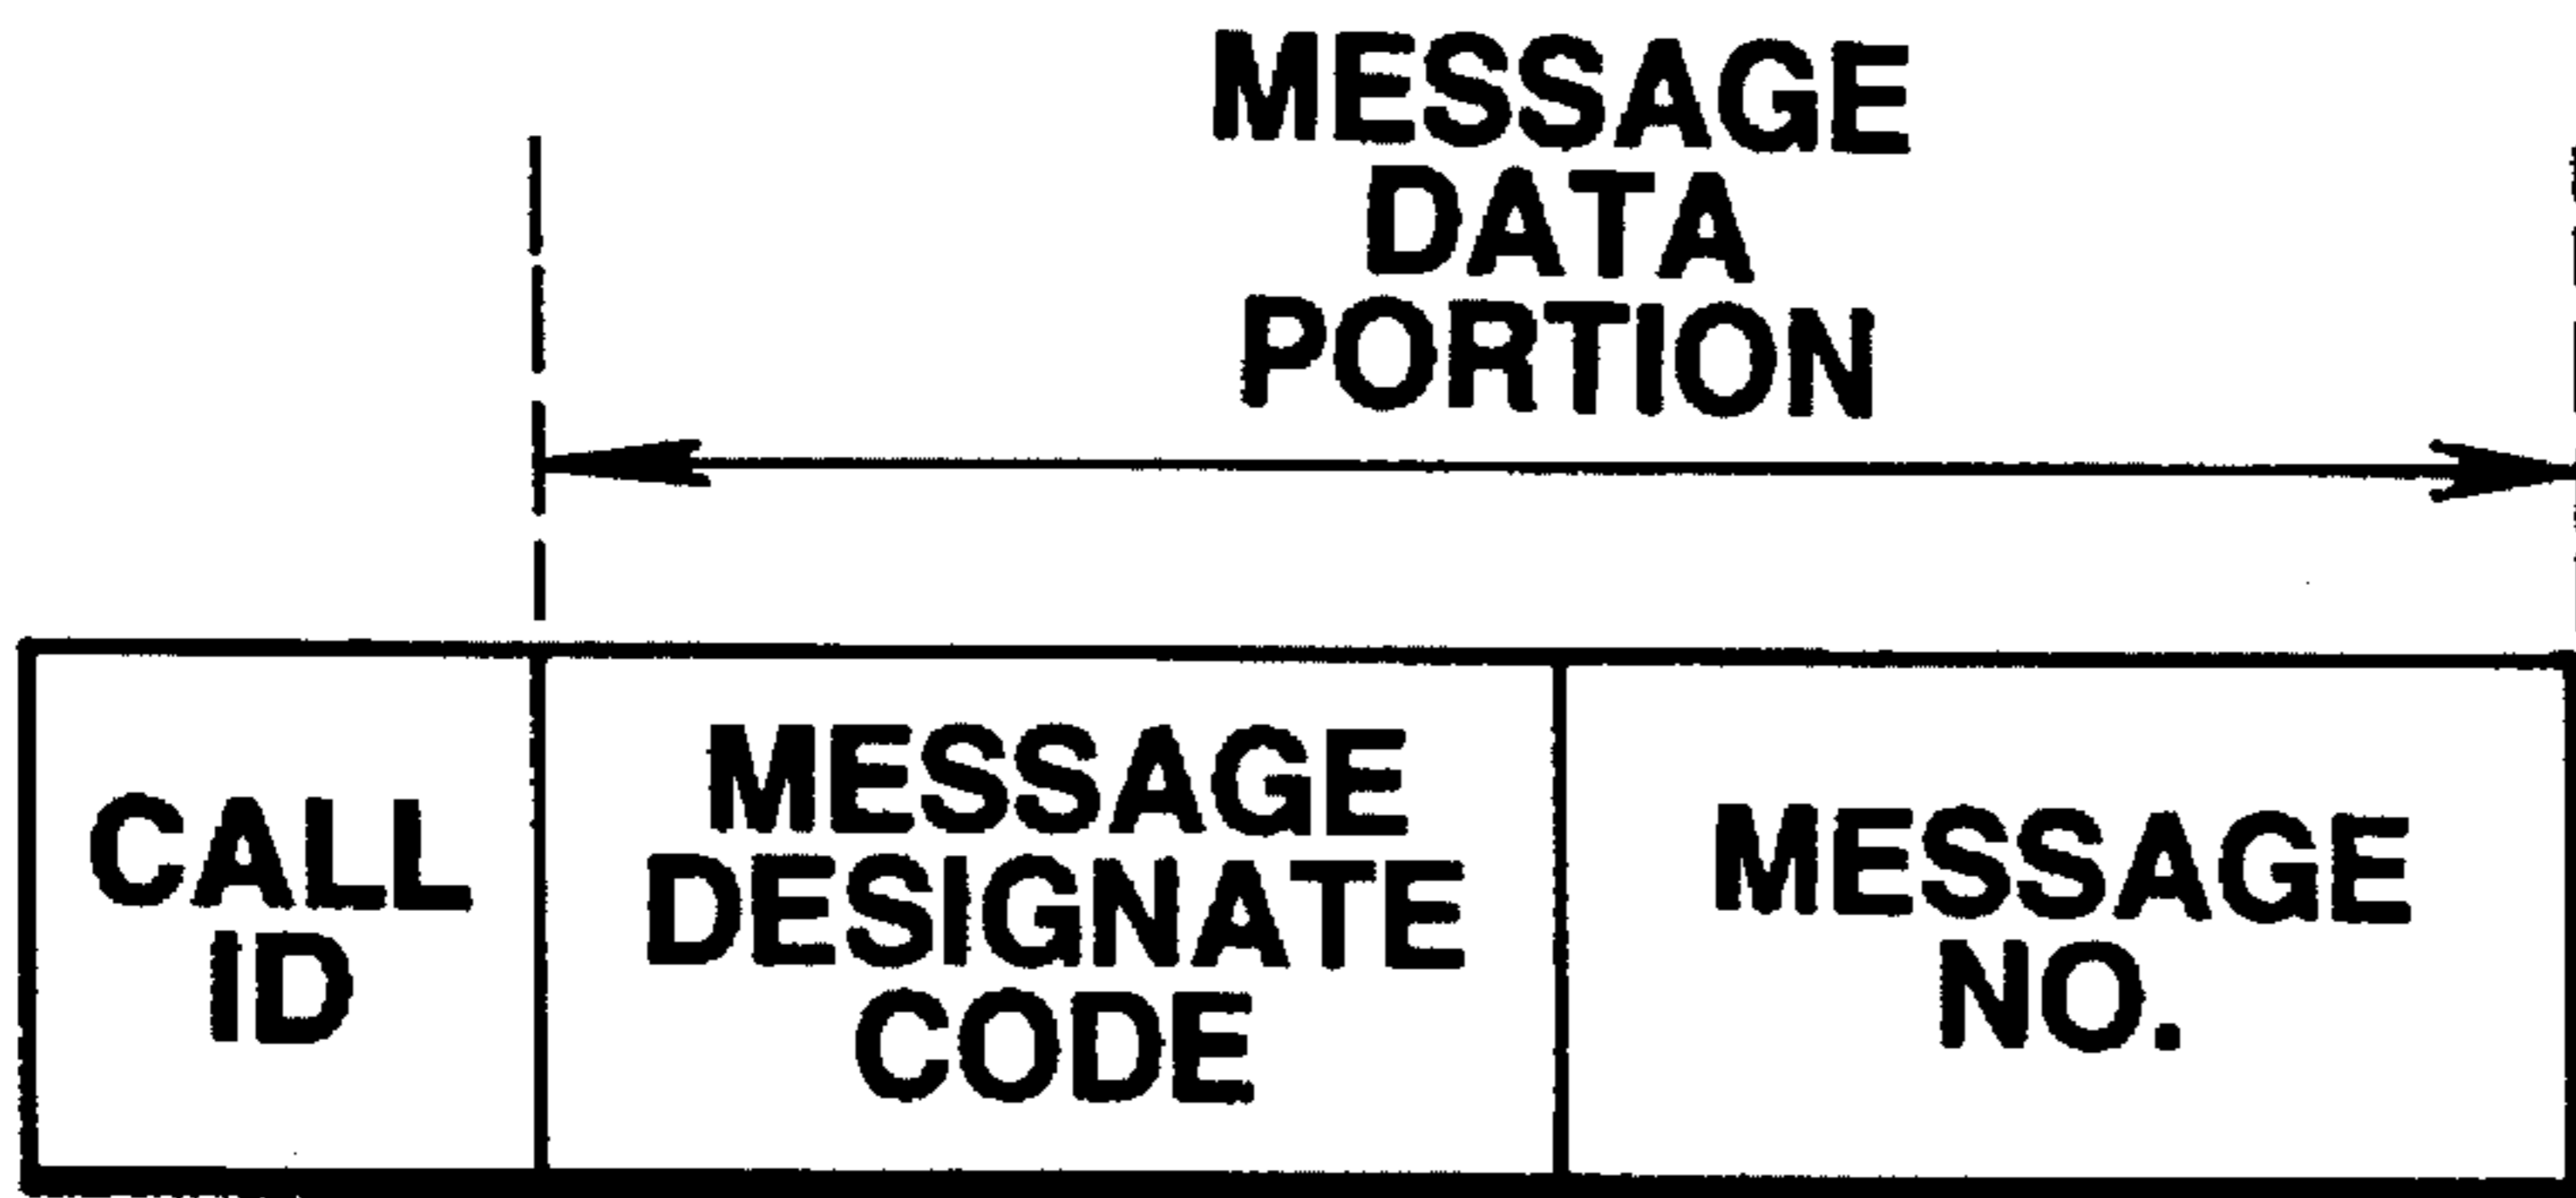 MESSAGE
DATA
PORTION
CALL
ID
MESSAGE
DESIGNATE
CODE
MESSAGE
NO.